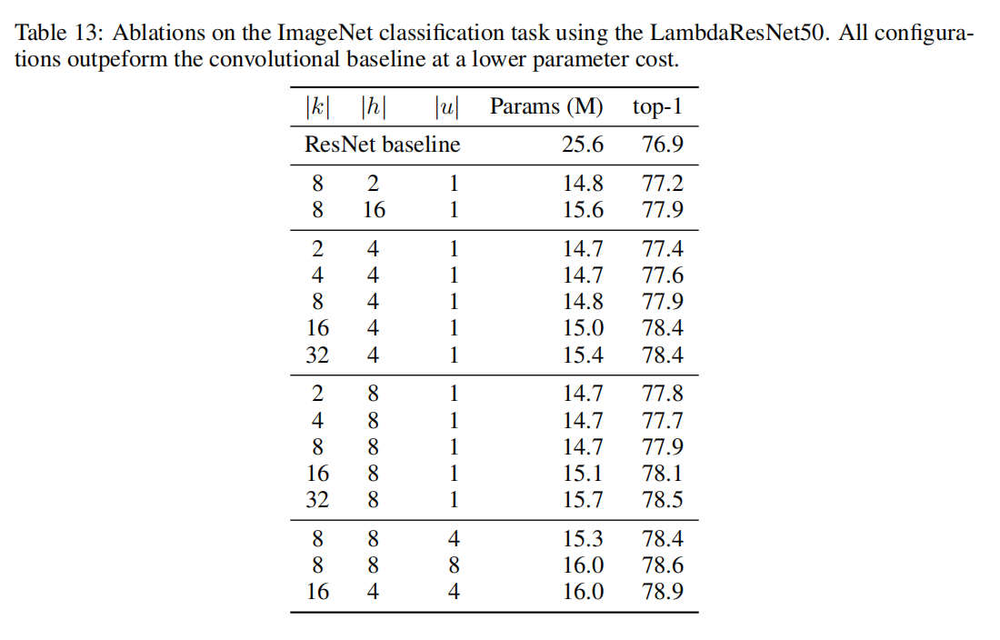 Table 13: Ablations on the ImageNet classification task using the LambdaResNet50. All configura-
tions outpeform the convolutional baseline at a lower parameter cost.
|k| |h| |u| Params (M) top-1
ResNet baseline 25.6 76.9
8 2 1 14.8 77.2
8 16 1 15.6 77.9
2 4 1 14.7 77.4
4 4 1 14.7 77.6
8 4 1 14.8 77.9
16 4 1 15.0 78.4
32 4 1 15.4 78.4
2 8 1 14.7 77.8
4 8 1 14.7 77.7
8 8 1 14.7 77.9
16 8 1 15.1 78.1
32 8 1 15.7 78.5
8 8 4 15.3 78.4
8 8 8 16.0 78.6
16 4 4 16.0 78.9